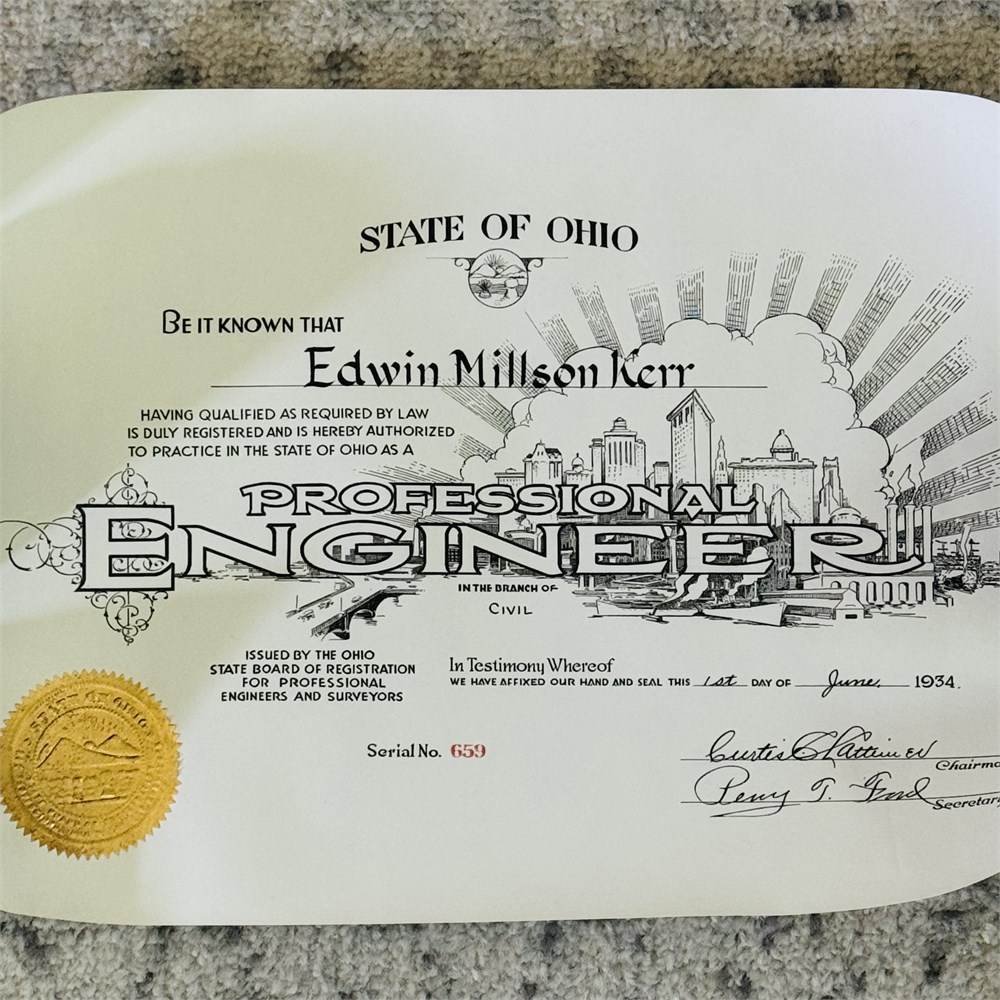 STATE OF OHIO
BE IT KNOWN THAT
Edwin Millson Kerr
HAVING QUALIFIED AS REQUIRED BY LAW
IS DULY REGISTERED AND IS HEREBY AUTHORIZED
TO PRACTICE IN THE STATE OF OHIO AS A
PROFESSIONAL
ENGINEER
IN THE BRANCH OF
CIVIL
ISSUED BY THE OHIO
STATE BOARD OF REGISTRATION
FOR PROFESSIONAL
ENGINEERS AND SURVEYORS
In Testimony Whereof
WE HAVE AFFIXED OUR HAND AND SEAL THIS 1st DAY OF June. 1934.
Serial No. 659
Curtis
Perry T. Ford
Secretary